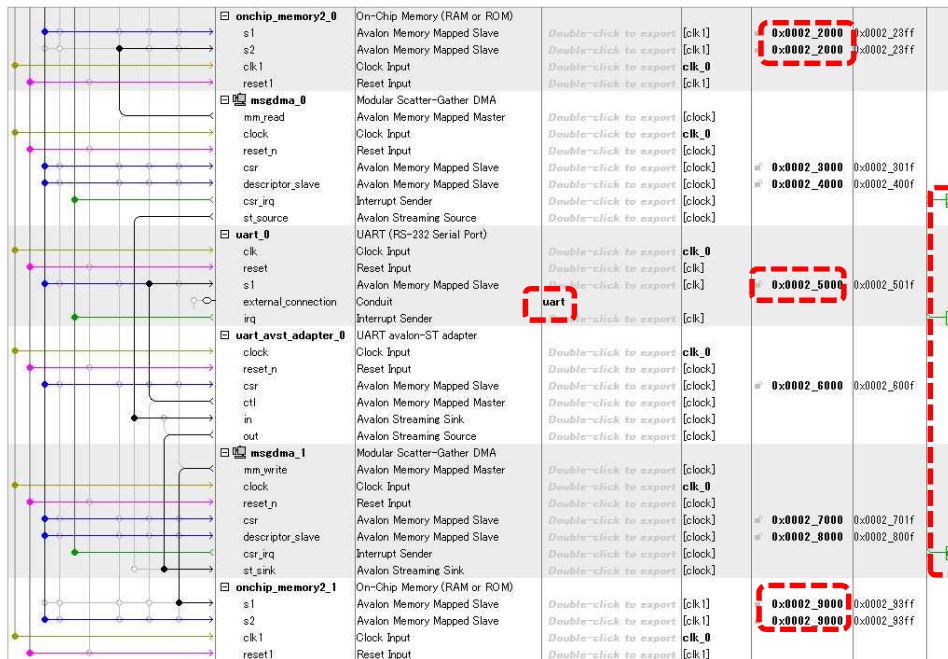 onchip_memory2_0 On-Chip Memory (RAM or ROM)
s1 Avalon Memory Mapped Slave Double-click to export [clk1] 0x0002_2000 0x0002_23ff
s2 Avalon Memory Mapped Slave Double-click to export [clk1] 0x0002_2000 0x0002_23ff
clk1 Clock Input Double-click to export clk_0
reset1 Reset Input Double-click to export [clk1]
msgdma_0 Modular Scatter-Gather DMA
mm_read Avalon Memory Mapped Master Double-click to export [clock]
clock Clock Input Double-click to export clk_0
reset_n Reset Input Double-click to export [clock]
csr Avalon Memory Mapped Slave Double-click to export [clock] 0x0002_3000 0x0002_301f
descriptor_slave Avalon Memory Mapped Slave Double-click to export [clock] 0x0002_4000 0x0002_400f
csr_irq Interrupt Sender Double-click to export [clock]
st_source Avalon Streaming Source Double-click to export [clock]
uart_0 UART (RS-232 Serial Port)
clk Clock Input Double-click to export clk_0
reset Reset Input Double-click to export [clk]
s1 Avalon Memory Mapped Slave Double-click to export [clk] 0x0002_5000 0x0002_501f
external_connection Conduit uart
irq Interrupt Sender Double-click to export [clk]
uart_avst_adapter_0 UART avalon-ST adapter
clock Clock Input Double-click to export clk_0
reset_n Reset Input Double-click to export [clock]
csr Avalon Memory Mapped Slave Double-click to export [clock] 0x0002_6000 0x0002_600f
ctl Avalon Memory Mapped Master Double-click to export [clock]
in Avalon Streaming Sink Double-click to export [clock]
out Avalon Streaming Source Double-click to export [clock]
msgdma_1 Modular Scatter-Gather DMA
mm_write Avalon Memory Mapped Master Double-click to export [clock]
clock Clock Input Double-click to export clk_0
reset_n Reset Input Double-click to export [clock]
csr Avalon Memory Mapped Slave Double-click to export [clock] 0x0002_7000 0x0002_701f
descriptor_slave Avalon Memory Mapped Slave Double-click to export [clock] 0x0002_8000 0x0002_800f
csr_irq Interrupt Sender Double-click to export [clock]
st_sink Avalon Streaming Sink Double-click to export [clock]
onchip_memory2_1 On-Chip Memory (RAM or ROM)
s1 Avalon Memory Mapped Slave Double-click to export [clk1] 0x0002_9000 0x0002_93ff
s2 Avalon Memory Mapped Slave Double-click to export [clk1] 0x0002_9000 0x0002_93ff
clk1 Clock Input Double-click to export clk_0
reset1 Reset Input Double-click to export [clk1]